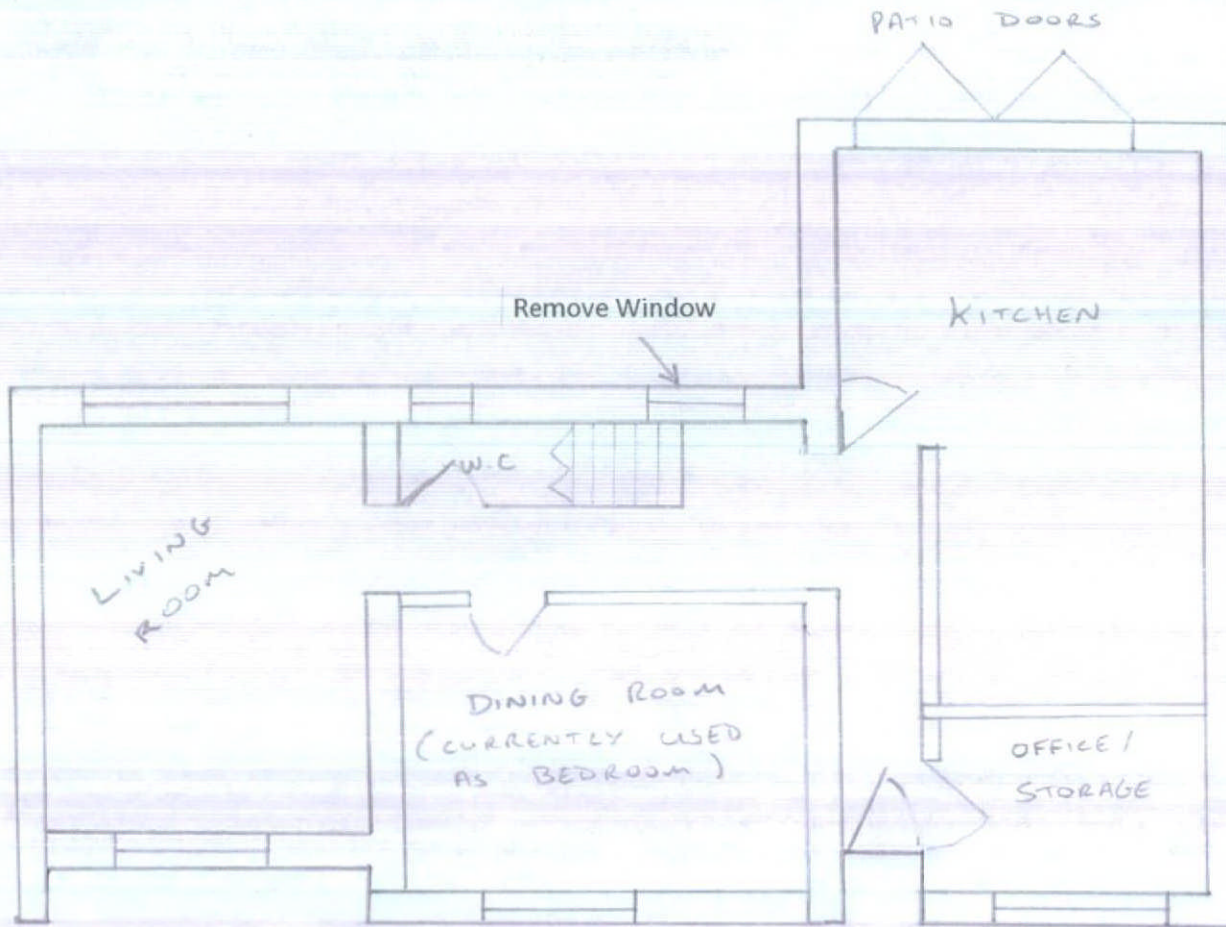 PATIO DOORS
Remove Window
KITCHEN
W.C
LIVING
ROOM
DINING ROOM
(CURRENTLY USED
AS BEDROOM)
OFFICE /
STORAGE